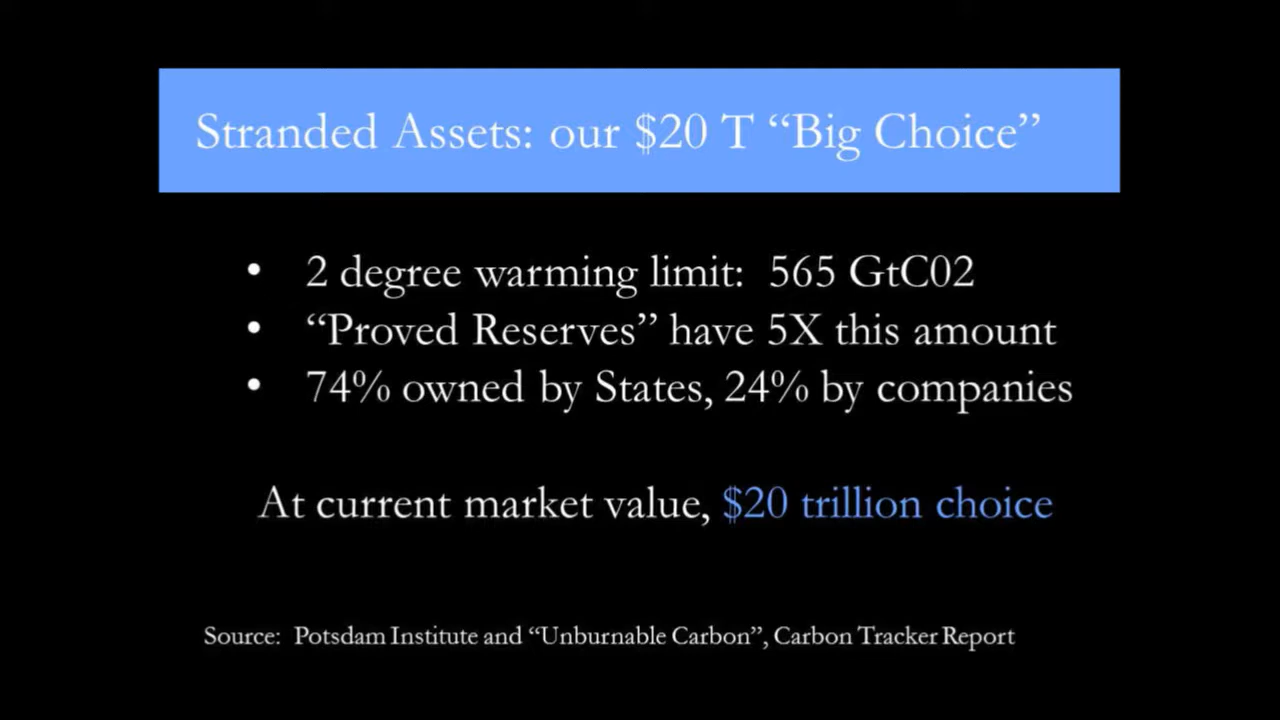 Stranded Assets: our $20 T “Big Choice”
• 2 degree warming limit: 565 GtC02
• “Proved Reserves” have 5X this amount
• 74% owned by States, 24% by companies
At current market value, $20 trillion choice
Source: Potsdam Institute and “Unburnable Carbon”, Carbon Tracker Report